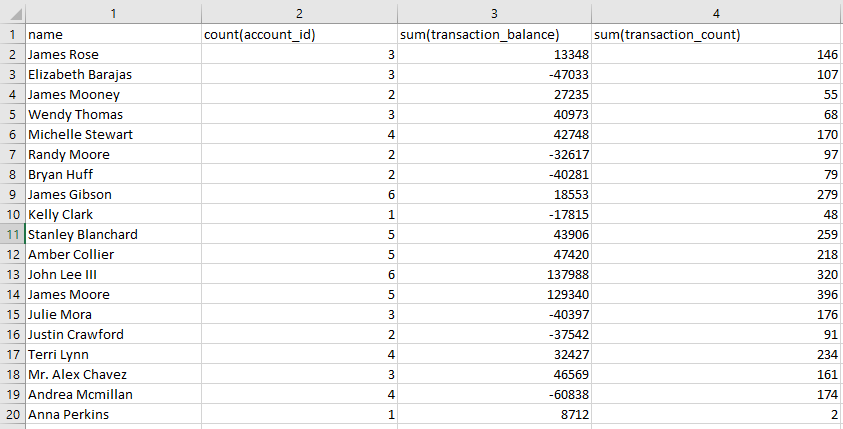 1 2 3 4
1 name count(account_id) sum(transaction_balance) sum(transaction_count)
2 James Rose 3 13348 146
3 Elizabeth Barajas 3 -47033 107
4 James Mooney 2 27235 55
5 Wendy Thomas 3 40973 68
6 Michelle Stewart 4 42748 170
7 Randy Moore 2 -32617 97
8 Bryan Huff 2 -40281 79
9 James Gibson 6 18553 279
10 Kelly Clark 1 -17815 48
11 Stanley Blanchard 5 43906 259
12 Amber Collier 5 47420 218
13 John Lee III 6 137988 320
14 James Moore 5 129340 396
15 Julie Mora 3 -40397 176
16 Justin Crawford 2 -37542 91
17 Terri Lynn 4 32427 234
18 Mr. Alex Chavez 3 46569 161
19 Andrea Mcmillan 4 -60838 174
20 Anna Perkins 1 8712 2